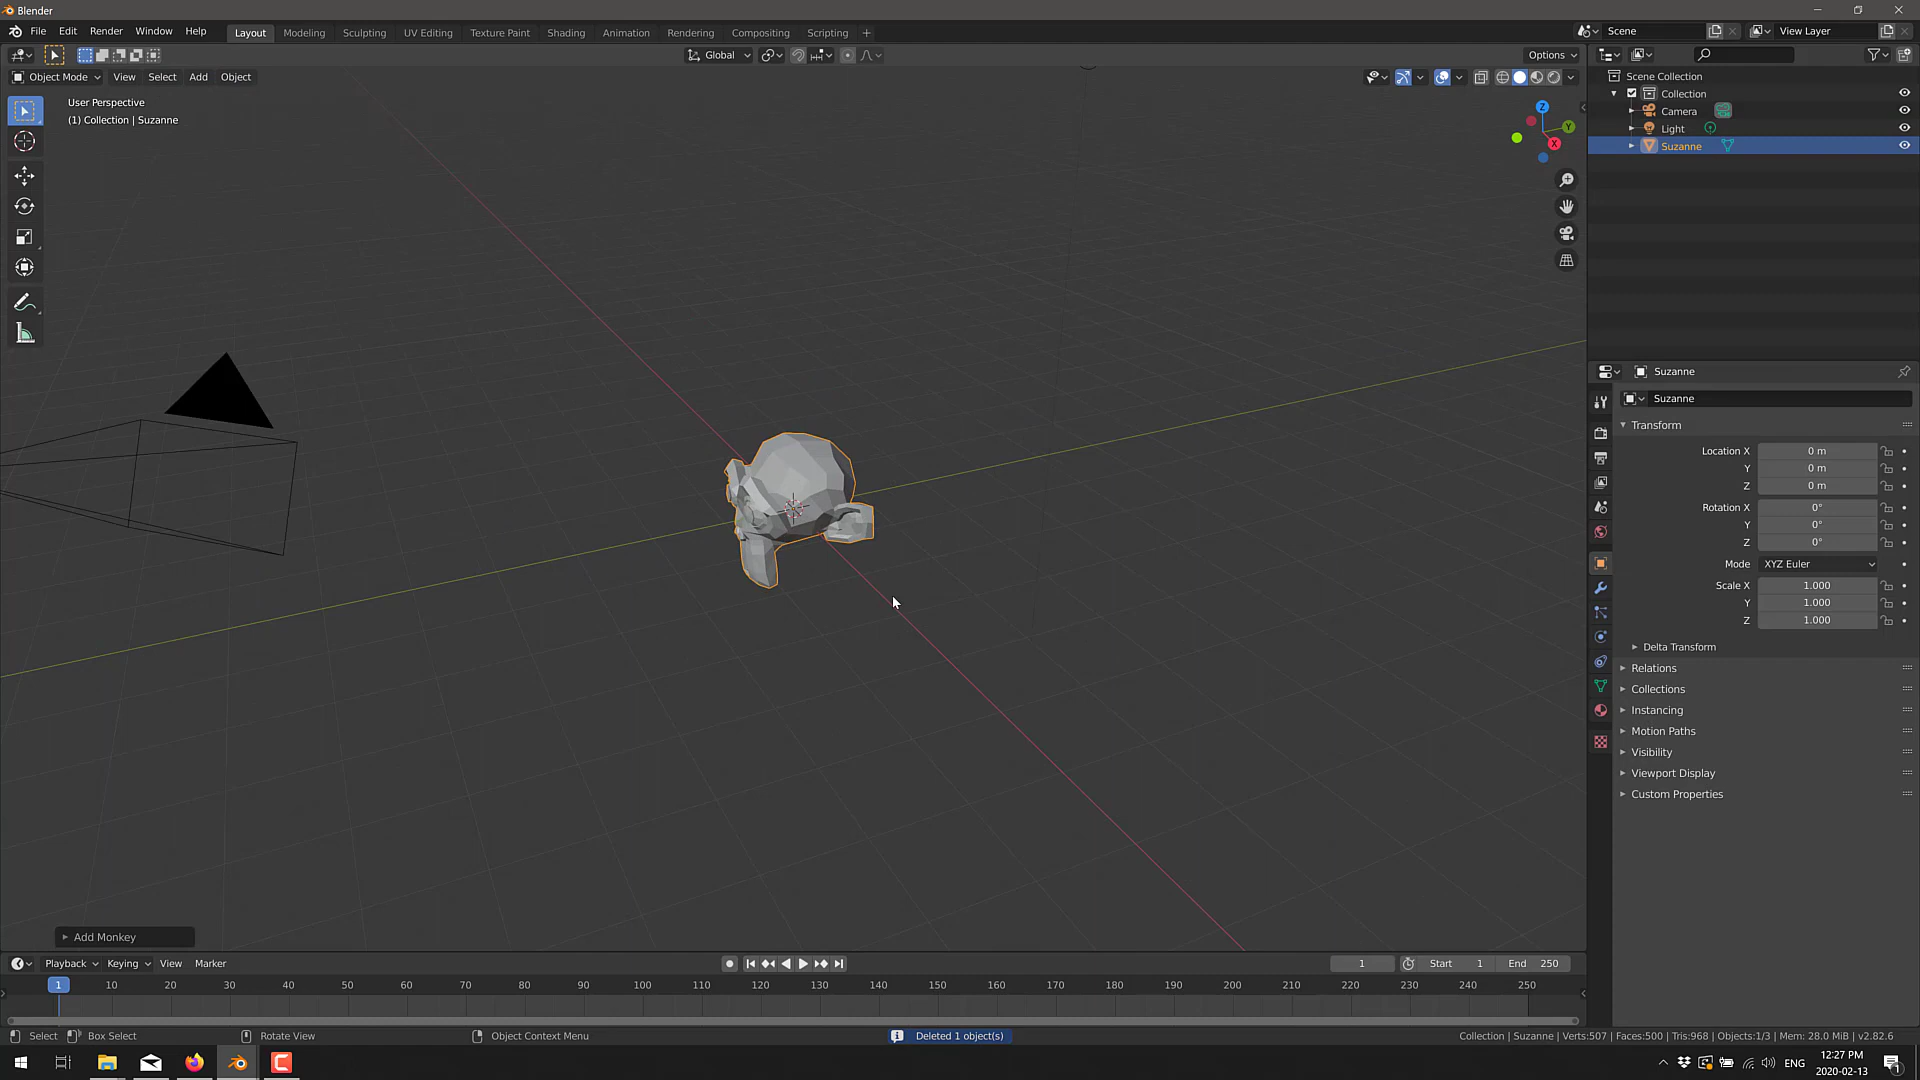 Blender
File Edit Render Window Help Layout Modeling Sculpting UV Editing Texture Paint Shading Animation Rendering Compositing Scripting + Scene View Layer
Global Options
Object Mode View Select Add Object
User Perspective
(1) Collection | Suzanne
Z
Y
X
Scene Collection
Collection
Camera
Light
Suzanne
Suzanne
Suzanne
Transform
Location X 0 m
Y 0 m
Z 0 m
Rotation X 0°
Y 0°
Z 0°
Mode XYZ Euler
Scale X 1.000
Y 1.000
Z 1.000
Delta Transform
Relations
Collections
Instancing
Motion Paths
Visibility
Viewport Display
Custom Properties
Add Monkey
Playback Keying View Marker 1 Start 1 End 250
1 10 20 30 40 50 60 70 80 90 100 110 120 130 140 150 160 170 180 190 200 210 220 230 240 250
Select Box Select Rotate View Object Context Menu Deleted 1 object(s) Collection | Suzanne | Verts:507 | Faces:500 | Tris:968 | Objects:1/3 | Mem: 28.0 MiB | v2.82.6
ENG
12:27 PM
2020-02-13
1